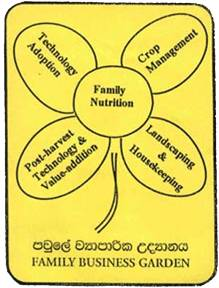 Technology
Adoption
Crop
Management
Family
Nutrition
Post-harvest
Technology &
Value-addition
Landscaping
&
Housekeeping
පවුලේ ව්‍යාපාරික උද්‍යානය
FAMILY BUSINESS GARDEN